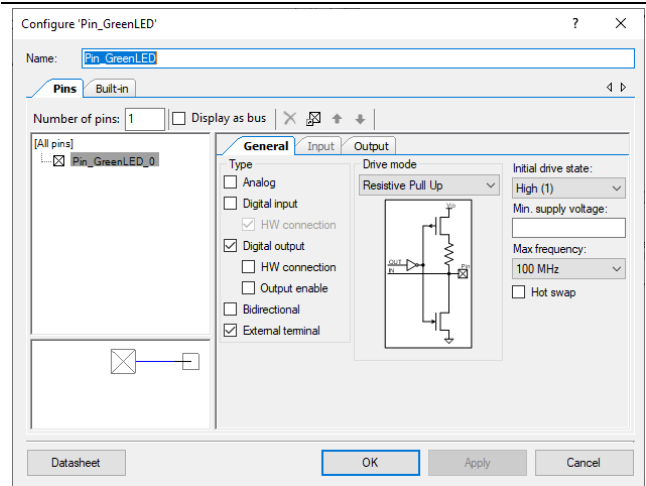 Configure 'Pin_GreenLED'
?
Name:
Pin_GreenLED
Pins
Built-in
Number of pins:
1
Display as bus
[All pins]
Pin_GreenLED_0
General
Input
Output
Type
Analog
Digital input
HW connection
Digital output
HW connection
Output enable
Bidirectional
External terminal
Drive mode
Resistive Pull Up
Vio
OUT
IN
Pin
Initial drive state:
High (1)
Min. supply voltage:
Max frequency:
100 MHz
Hot swap
Datasheet
OK
Apply
Cancel